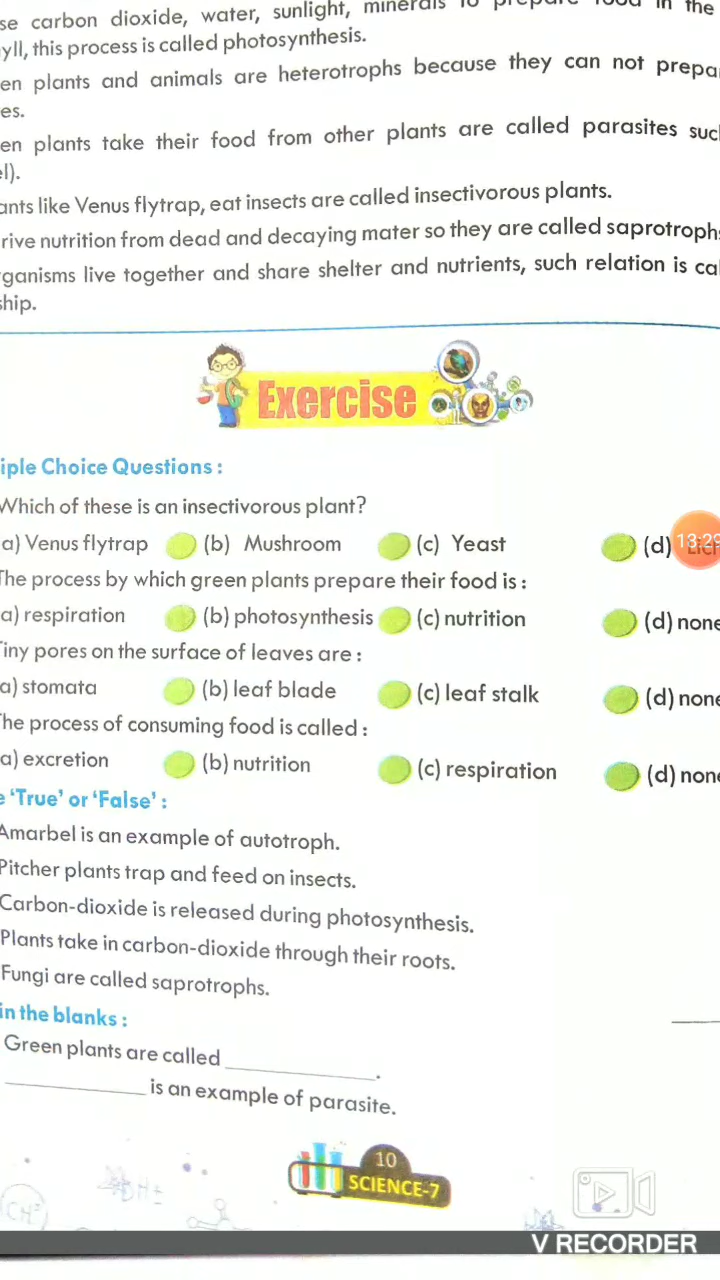 se carbon dioxide, water, sunlight, minerals to prepare food in the
yll, this process is called photosynthesis.
en plants and animals are heterotrophs because they can not prepa
es.
en plants take their food from other plants are called parasites suc
el).
ants like Venus flytrap, eat insects are called insectivorous plants.
rive nutrition from dead and decaying mater so they are called saprotrophs
rganisms live together and share shelter and nutrients, such relation is cal
ship.
Exercise
iple Choice Questions :
Which of these is an insectivorous plant?
a) Venus flytrap (b) Mushroom (c) Yeast (d)
13:29
The process by which green plants prepare their food is :
a) respiration (b) photosynthesis (c) nutrition (d) none
Tiny pores on the surface of leaves are :
a) stomata (b) leaf blade (c) leaf stalk (d) none
The process of consuming food is called :
a) excretion (b) nutrition (c) respiration (d) none
e ‘True’ or ‘False’ :
Amarbel is an example of autotroph.
Pitcher plants trap and feed on insects.
Carbon-dioxide is released during photosynthesis.
Plants take in carbon-dioxide through their roots.
Fungi are called saprotrophs.
in the blanks :
Green plants are called ____________.
____________ is an example of parasite.
10
SCIENCE-7
V RECORDER